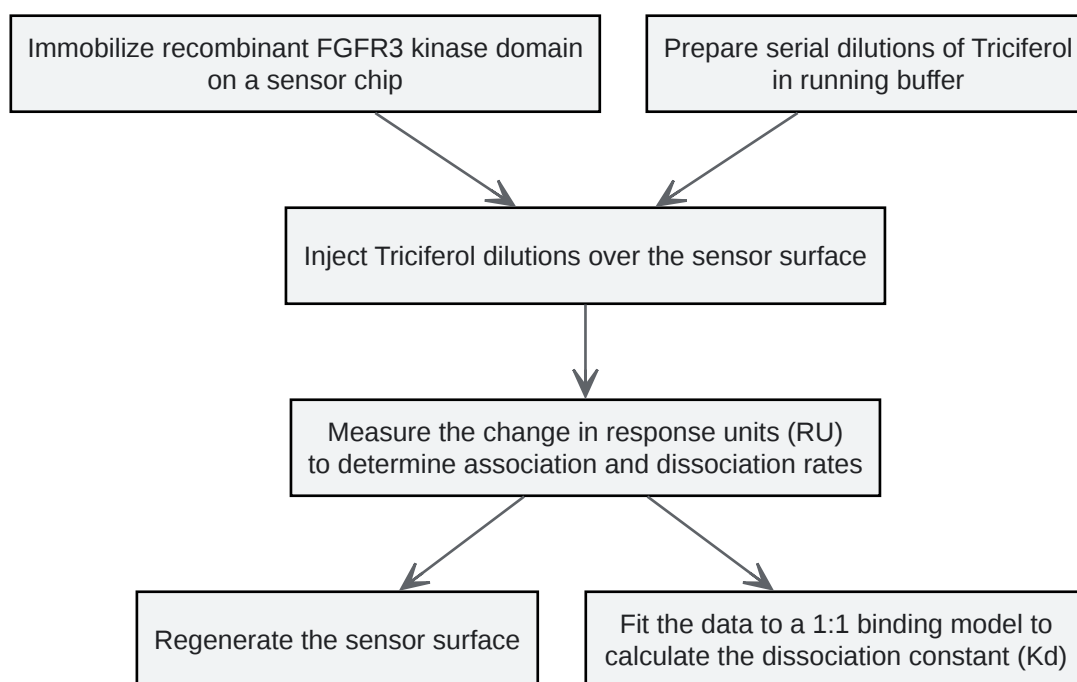 Immobilize recombinant FGFR3 kinase domain
on a sensor chip
Prepare serial dilutions of Triciferol
in running buffer
Inject Triciferol dilutions over the sensor surface
Measure the change in response units (RU)
to determine association and dissociation rates
Regenerate the sensor surface
Fit the data to a 1:1 binding model to
calculate the dissociation constant (Kd)